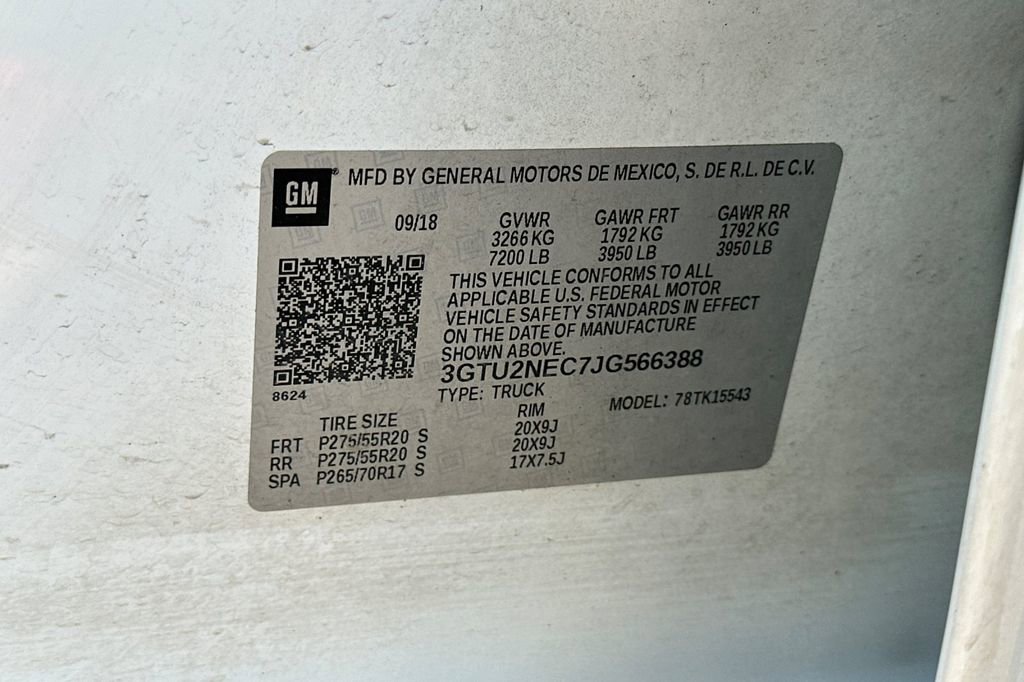 GM
MFD BY GENERAL MOTORS DE MEXICO, S. DE R.L. DE C.V.
09/18 GVWR GAWR FRT GAWR RR
3266 KG 1792 KG 1792 KG
7200 LB 3950 LB 3950 LB
THIS VEHICLE CONFORMS TO ALL
APPLICABLE U.S. FEDERAL MOTOR
VEHICLE SAFETY STANDARDS IN EFFECT
ON THE DATE OF MANUFACTURE
SHOWN ABOVE.
3GTU2NEC7JG566388
8624
TYPE: TRUCK MODEL: 78TK15543
TIRE SIZE RIM
FRT P275/55R20 S 20X9J
RR P275/55R20 S 20X9J
SPA P265/70R17 S 17X7.5J